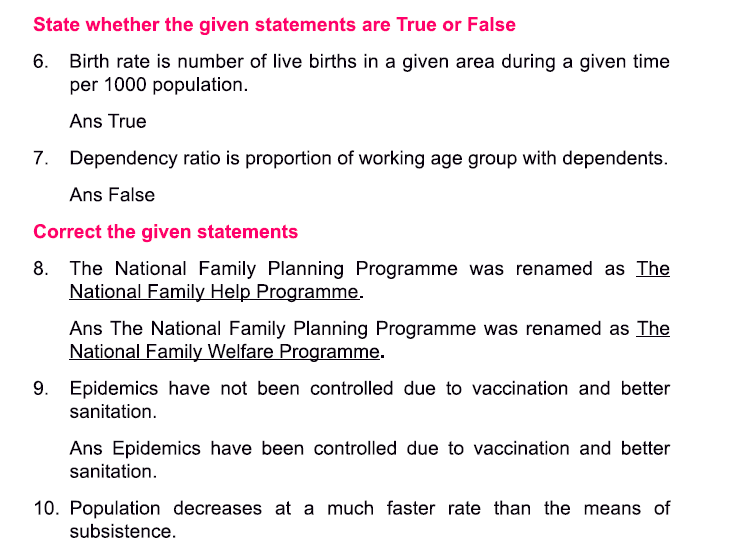 State whether the given statements are True or False
6. Birth rate is number of live births in a given area during a given time
per 1000 population.
Ans True
7. Dependency ratio is proportion of working age group with dependents.
Ans False
Correct the given statements
8. The National Family Planning Programme was renamed as The
National Family Help Programme.
Ans The National Family Planning Programme was renamed as The
National Family Welfare Programme.
9. Epidemics have not been controlled due to vaccination and better
sanitation.
Ans Epidemics have been controlled due to vaccination and better
sanitation.
10. Population decreases at a much faster rate than the means of
subsistence.